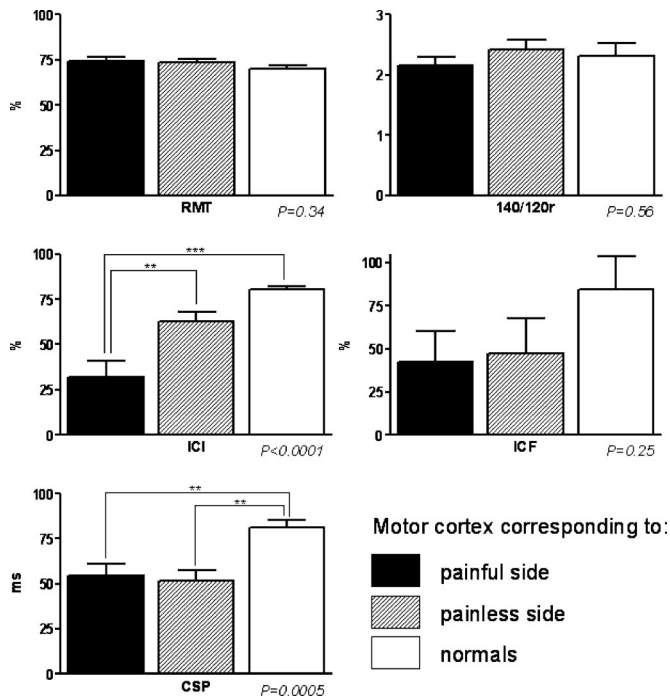 100
75
50
25
0
%
RMT
P=0.34
3
2
1
0
140/120r
P=0.56
100
75
50
25
0
%
***
**
ICI
P<0.0001
100
75
50
25
0
%
ICF
P=0.25
100
75
50
25
0
ms
**
**
CSP
P=0.0005
Motor cortex corresponding to:
painful side
painless side
normals